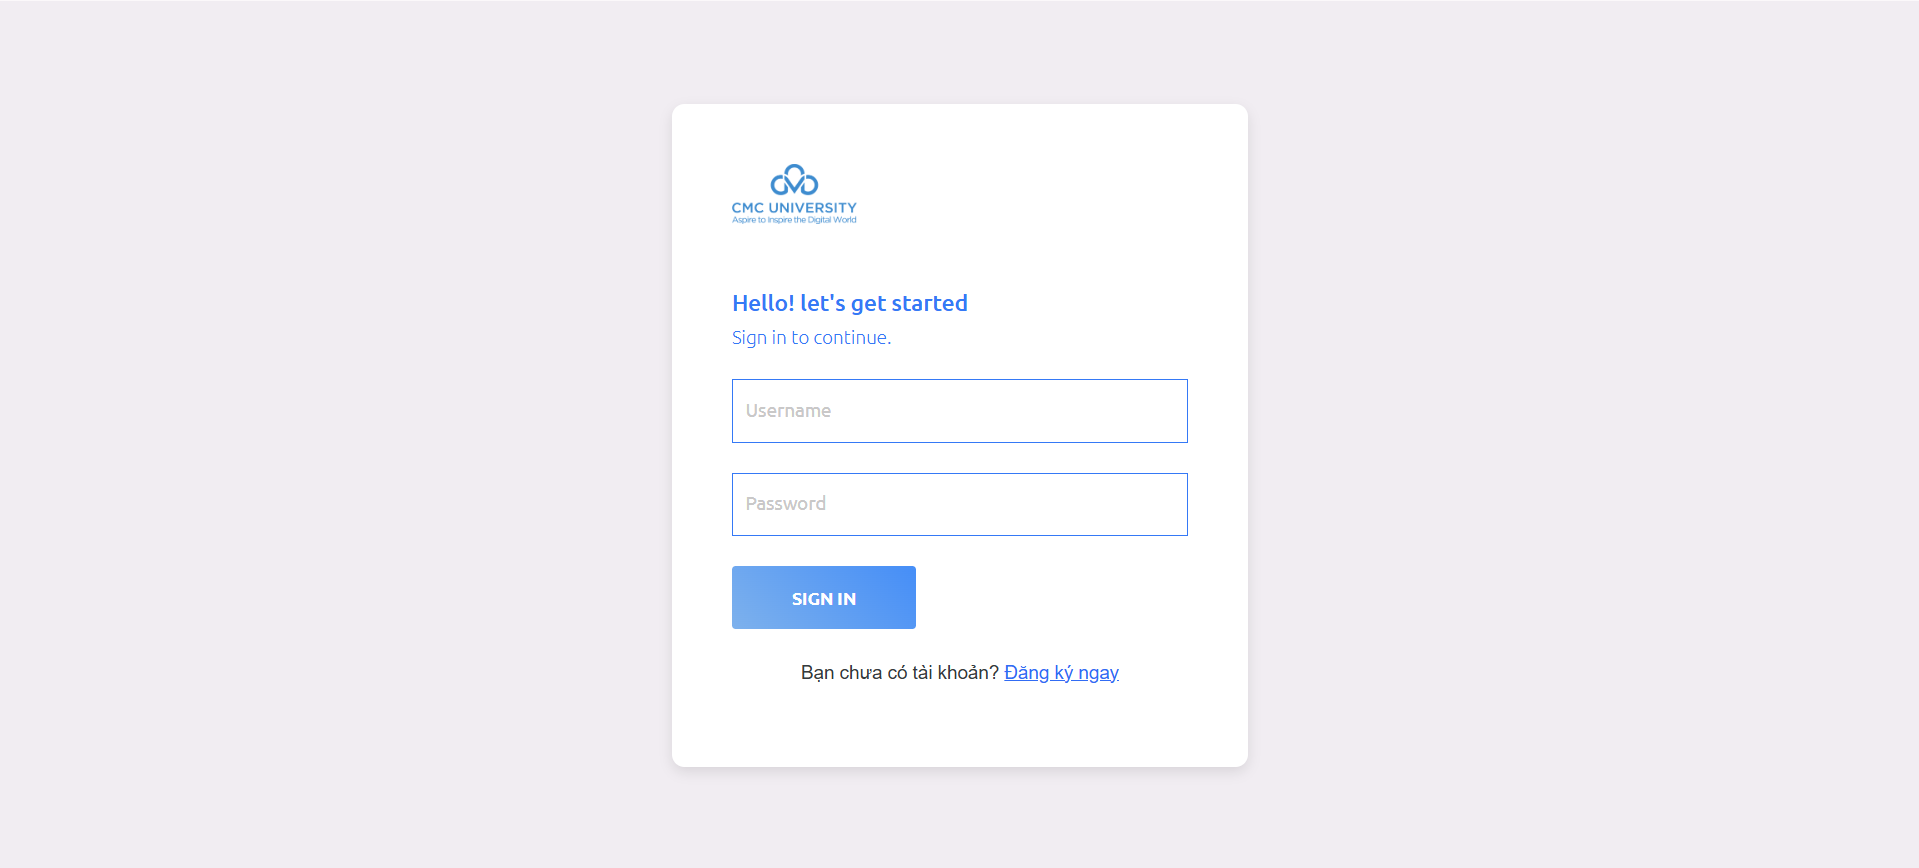 CMC UNIVERSITY
Aspire to Inspire the Digital World
Hello! let's get started
Sign in to continue.
Username
Password
SIGN IN
Bạn chưa có tài khoản? Đăng ký ngay